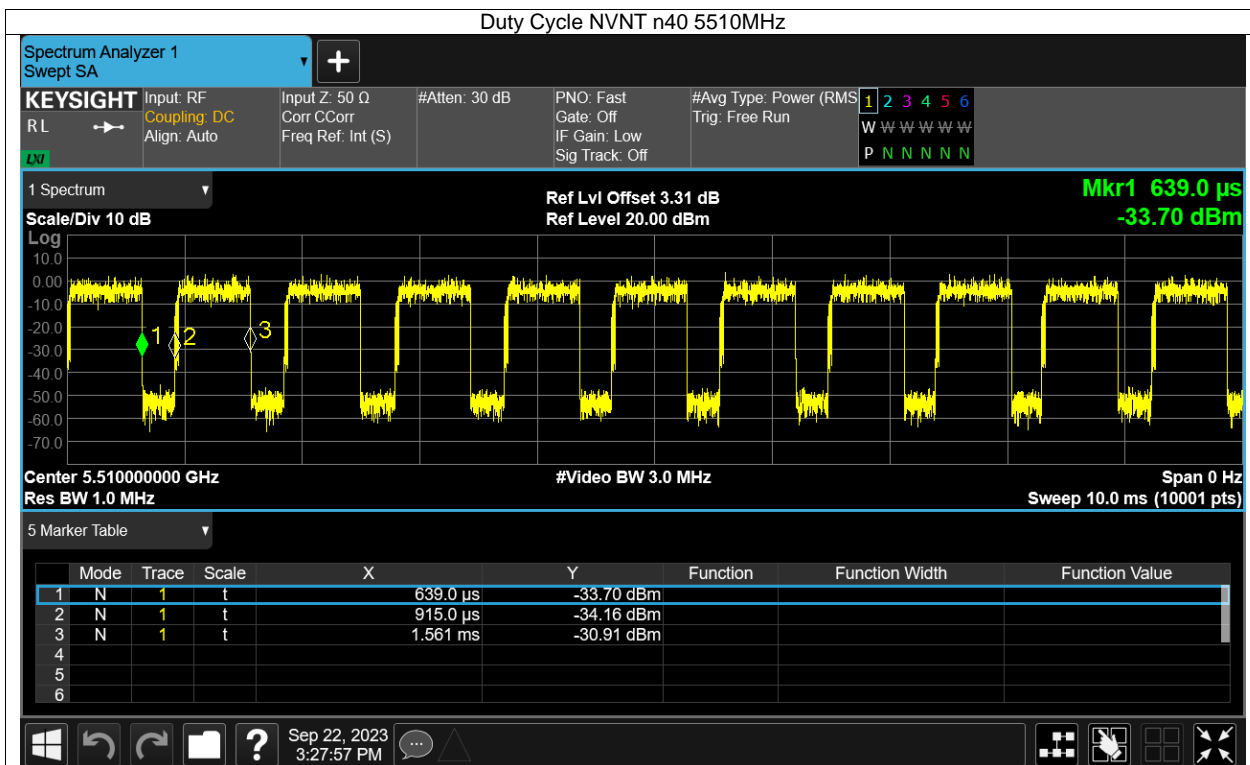 Duty Cycle NVNT n40 5510MHz
Spectrum Analyzer 1
Swept SA
+
KEYSIGHT
RL
LXI
Input: RF
Coupling: DC
Align: Auto
Input Z: 50 Ω
Corr CCorr
Freq Ref: Int (S)
#Atten: 30 dB
PNO: Fast
Gate: Off
IF Gain: Low
Sig Track: Off
#Avg Type: Power (RMS
Trig: Free Run
1 2 3 4 5 6
W W W W W W
P N N N N N
1 Spectrum
Scale/Div 10 dB
Ref Lvl Offset 3.31 dB
Ref Level 20.00 dBm
Mkr1 639.0 µs
-33.70 dBm
Log
10.0
0.00
-10.0
-20.0
-30.0
-40.0
-50.0
-60.0
-70.0
1
2
3
Center 5.510000000 GHz
Res BW 1.0 MHz
#Video BW 3.0 MHz
Span 0 Hz
Sweep 10.0 ms (10001 pts)
5 Marker Table
Mode Trace Scale X Y Function Function Width Function Value
1 N 1 t 639.0 µs -33.70 dBm
2 N 1 t 915.0 µs -34.16 dBm
3 N 1 t 1.561 ms -30.91 dBm
4
5
6
?
Sep 22, 2023
3:27:57 PM